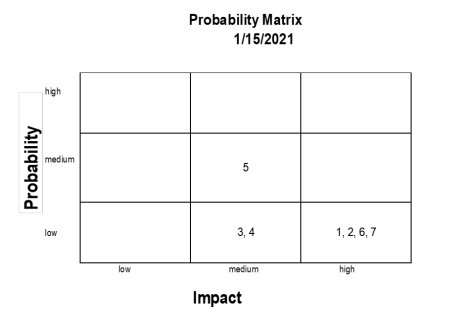 Probability Matrix
1/15/2021
high
Probability
medium
5
low
3, 4
1, 2, 6, 7
low
medium
high
Impact